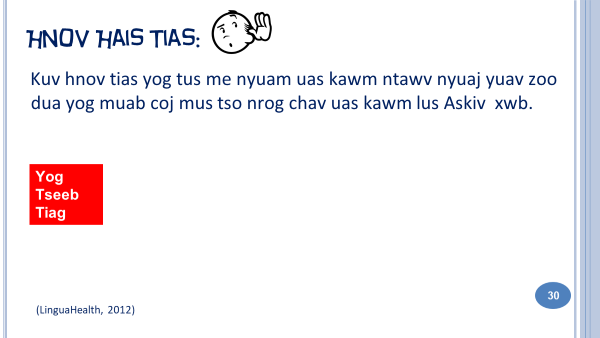 HNOV HAIS TIAS:
Kuv hnov tias yog tus me nyuam uas kawm ntawv nyuaj yuav zoo
dua yog muab coj mus tso nrog chav uas kawm lus Askiv xwb.
Yog
Tseeb
Tiag
30
(LinguaHealth, 2012)